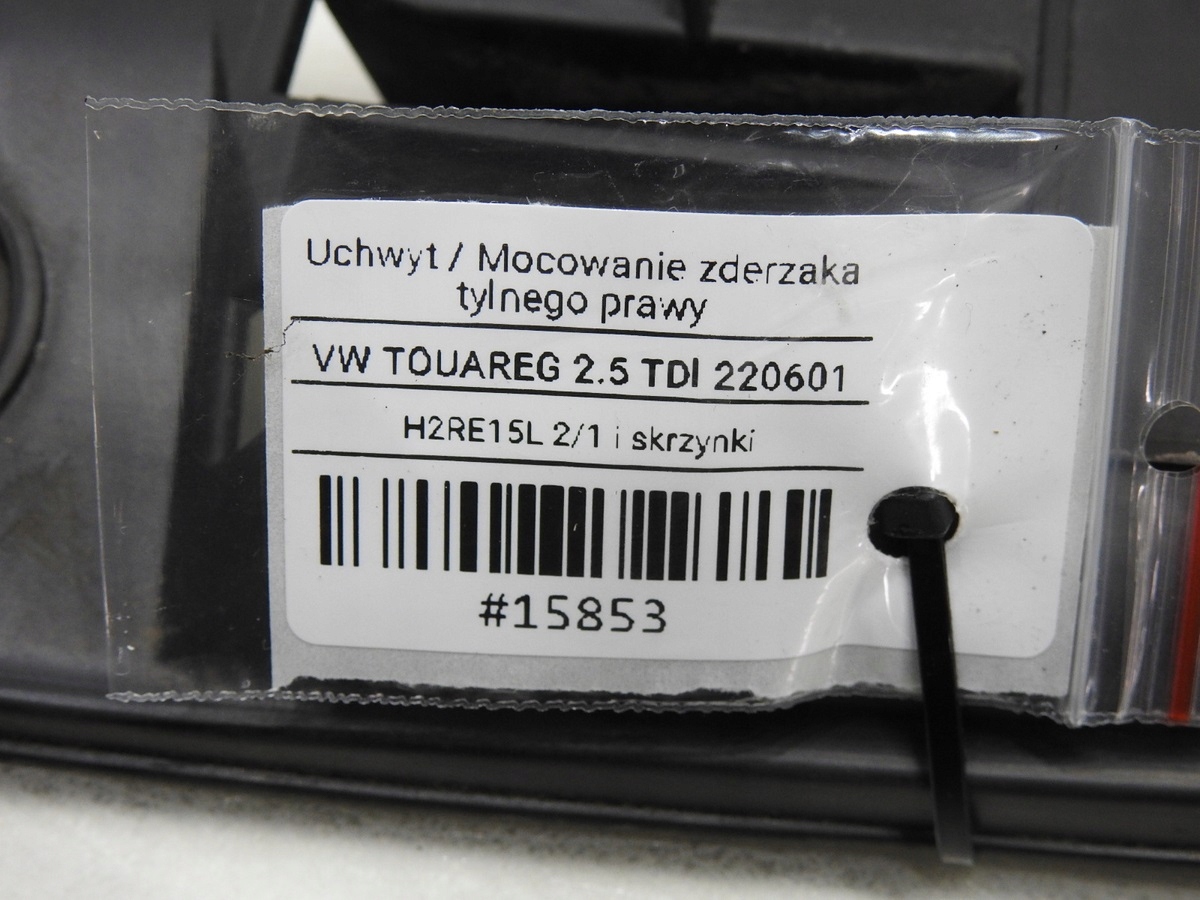 Uchwyt / Mocowanie zderzaka
tylnego prawy
VW TOUAREG 2.5 TDI 220601
H2RE15L 2/1 i skrzynki
#15853